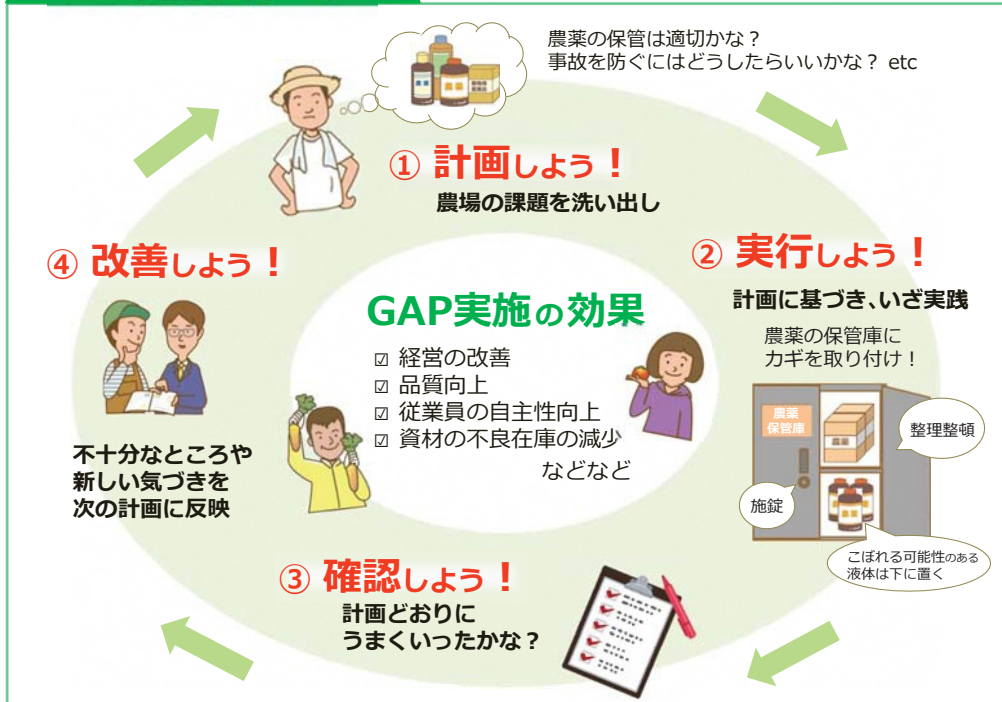 農薬の保管は適切かな？
事故を防ぐにはどうしたらいいかな？ etc
① 計画しよう！
農場の課題を洗い出し
② 実行しよう！
計画に基づき、いざ実践
農薬の保管庫に
カギを取り付け！
農薬
保管庫
農薬
整理整頓
施錠
こぼれる可能性のある
液体は下に置く
③ 確認しよう！
計画どおりに
うまくいったかな？
④ 改善しよう！
不十分なところや
新しい気づきを
次の計画に反映
GAP実施の効果
☑ 経営の改善
☑ 品質向上
☑ 従業員の自主性向上
☑ 資材の不良在庫の減少
などなど